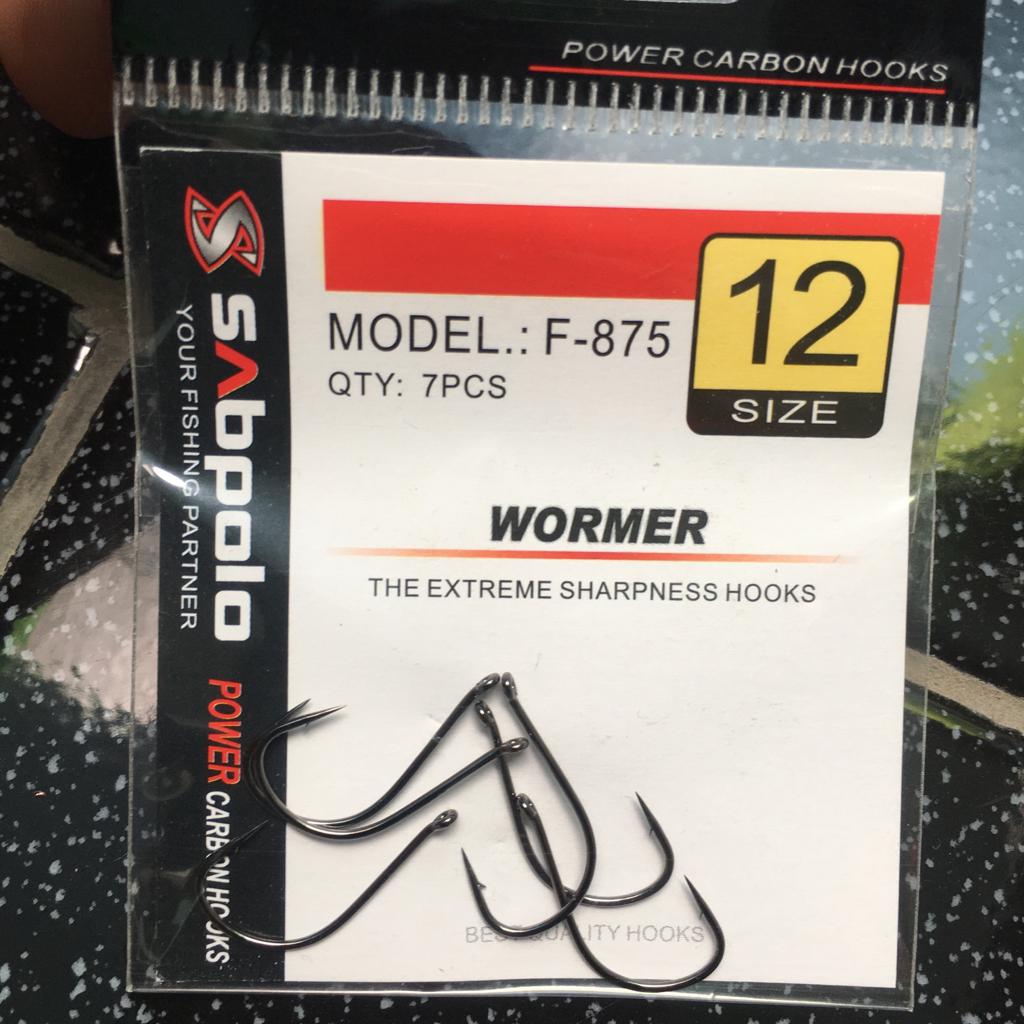 POWER CARBON HOOKS
sabpolo
YOUR FISHING PARTNER
POWER CARBON HOOKS
MODEL.: F-875
QTY: 7PCS
12
SIZE
WORMER
THE EXTREME SHARPNESS HOOKS
BEST QUALITY HOOKS